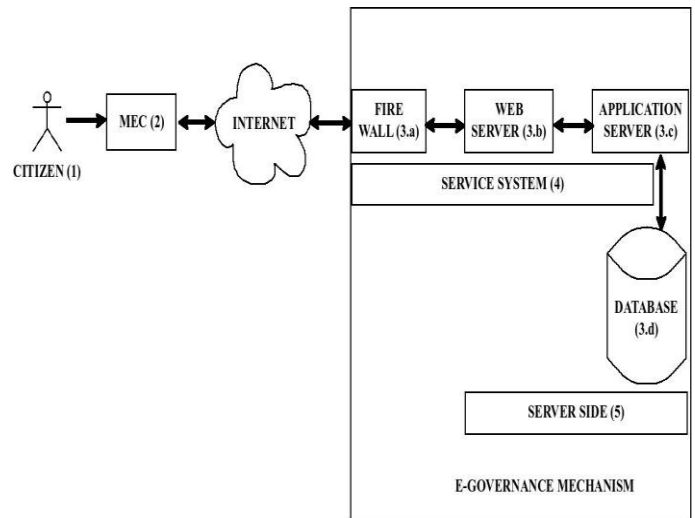 CITIZEN (1)
MEC (2)
INTERNET
FIRE
WALL (3.a)
WEB
SERVER (3.b)
APPLICATION
SERVER (3.c)
SERVICE SYSTEM (4)
DATABASE
(3.d)
SERVER SIDE (5)
E-GOVERNANCE MECHANISM